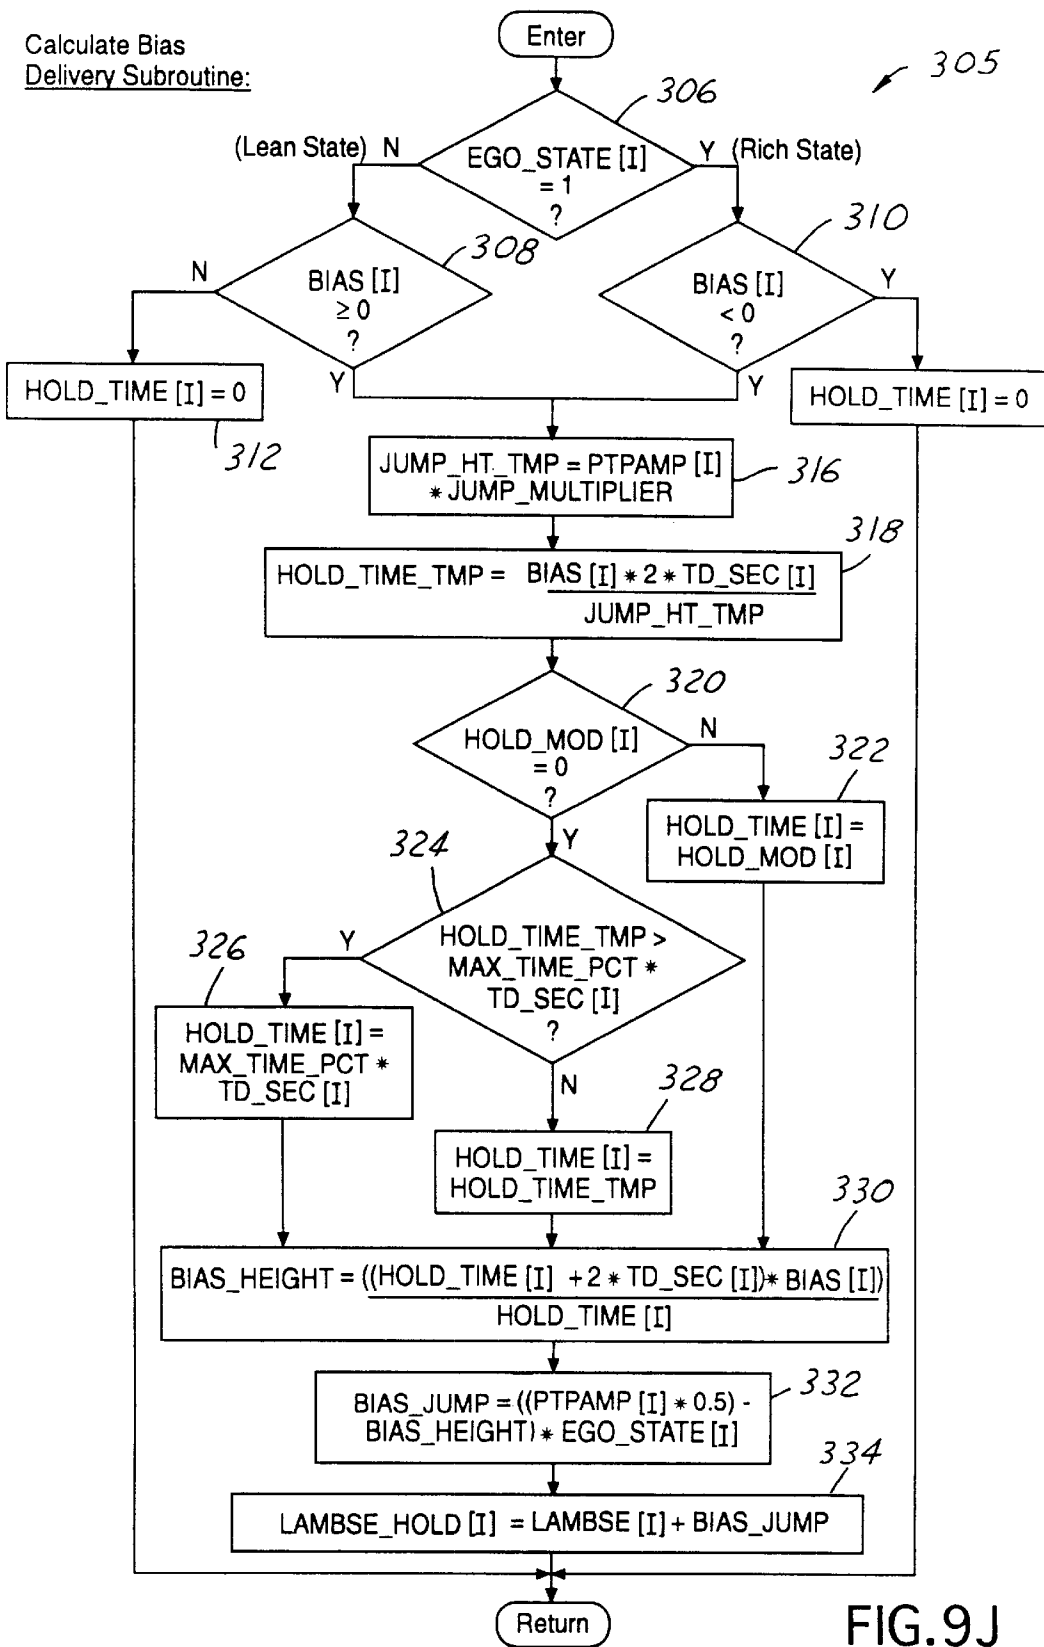 Calculate Bias
Delivery Subroutine:
Enter
305
306
(Lean State) N
EGO_STATE [I]
= 1
?
Y (Rich State)
308
310
N
BIAS [I]
≥ 0
?
Y
BIAS [I]
< 0
?
Y
Y
HOLD_TIME [I] = 0
312
HOLD_TIME [I] = 0
JUMP_HT_TMP = PTPAMP [I]
* JUMP_MULTIPLIER
316
318
HOLD_TIME_TMP = BIAS [I] * 2 * TD_SEC [I]
JUMP_HT_TMP
320
HOLD_MOD [I]
= 0
?
N
Y
322
HOLD_TIME [I] =
HOLD_MOD [I]
324
HOLD_TIME_TMP >
MAX_TIME_PCT *
TD_SEC [I]
?
Y
N
326
HOLD_TIME [I] =
MAX_TIME_PCT *
TD_SEC [I]
328
HOLD_TIME [I] =
HOLD_TIME_TMP
330
BIAS_HEIGHT = ((HOLD_TIME [I] +2 * TD_SEC [I]) * BIAS [I])
HOLD_TIME [I]
BIAS_JUMP = ((PTPAMP [I] * 0.5) -
BIAS_HEIGHT) * EGO_STATE [I]
332
334
LAMBSE_HOLD [I] = LAMBSE [I] + BIAS_JUMP
Return
FIG.9J